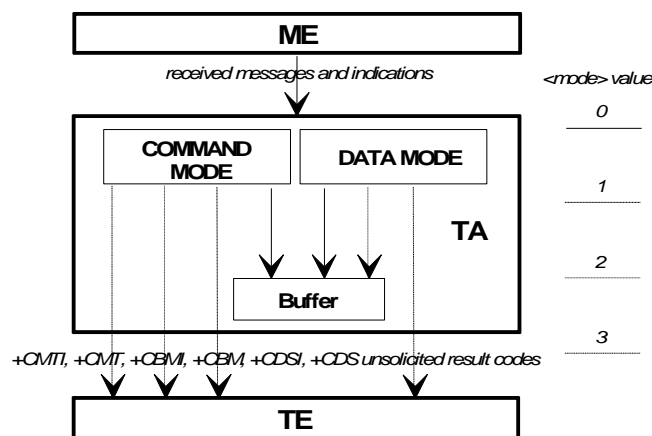 ME
received messages and indications
<mode> value
0
COMMAND
MODE
DATA MODE
1
TA
2
Buffer
3
+CMTI, +CMT, +CBMI, +CBM, +CDSI, +CDS unsolicited result codes
TE